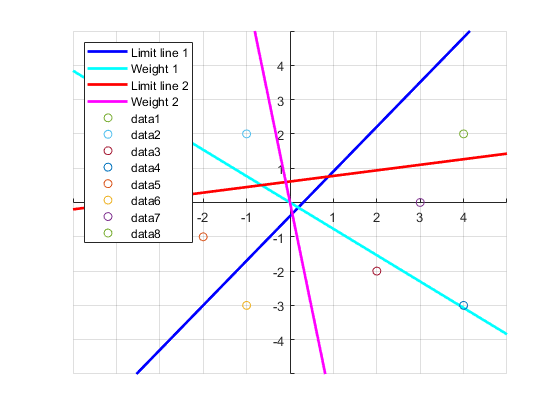 Limit line 1
Weight 1
Limit line 2
Weight 2
data1
data2
data3
data4
data5
data6
data7
data8
4
3
2
1
-2 -1 1 2 3 4
-1
-2
-3
-4